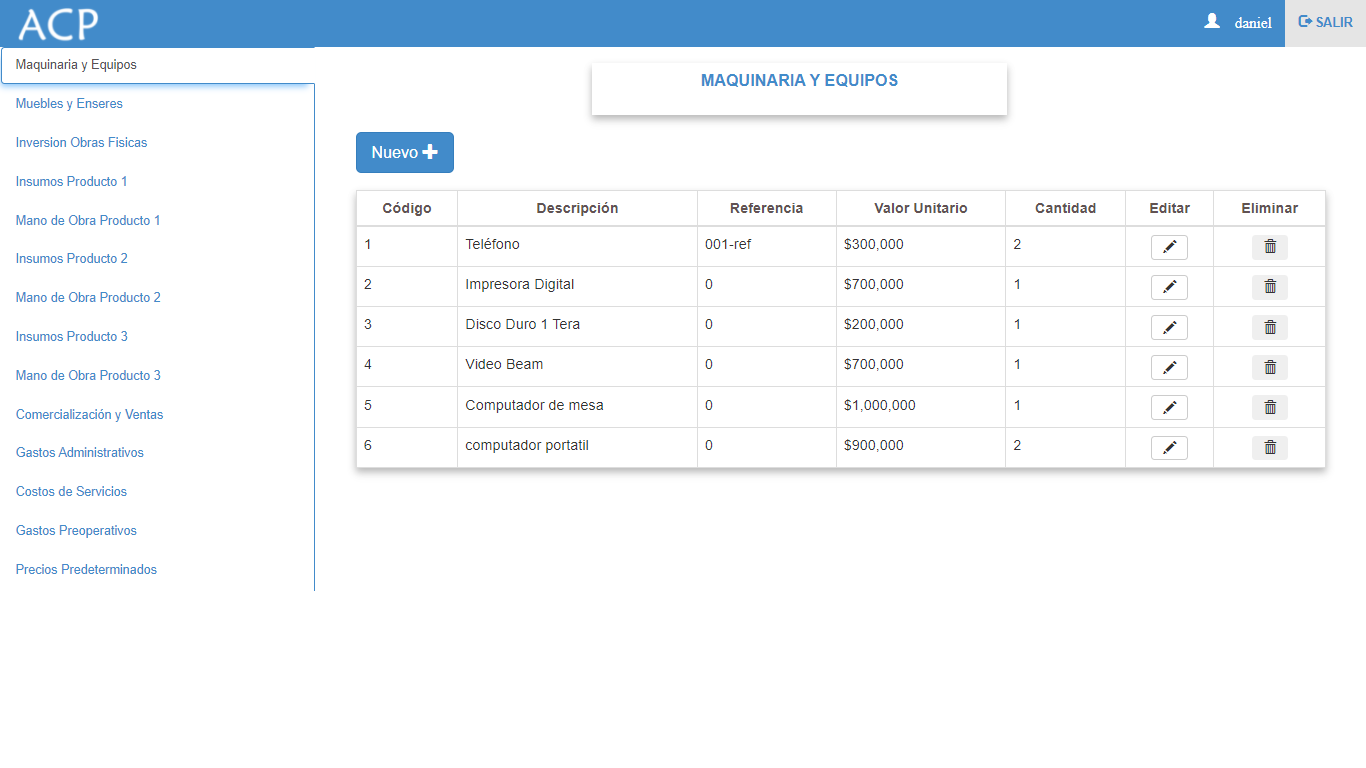 ACP
daniel
SALIR
Maquinaria y Equipos
Muebles y Enseres
Inversion Obras Fisicas
Insumos Producto 1
Mano de Obra Producto 1
Insumos Producto 2
Mano de Obra Producto 2
Insumos Producto 3
Mano de Obra Producto 3
Comercialización y Ventas
Gastos Administrativos
Costos de Servicios
Gastos Preoperativos
Precios Predeterminados
MAQUINARIA Y EQUIPOS
Nuevo
Código Descripción Referencia Valor Unitario Cantidad Editar Eliminar
1 Teléfono 001-ref $300,000 2
2 Impresora Digital 0 $700,000 1
3 Disco Duro 1 Tera 0 $200,000 1
4 Video Beam 0 $700,000 1
5 Computador de mesa 0 $1,000,000 1
6 computador portatil 0 $900,000 2